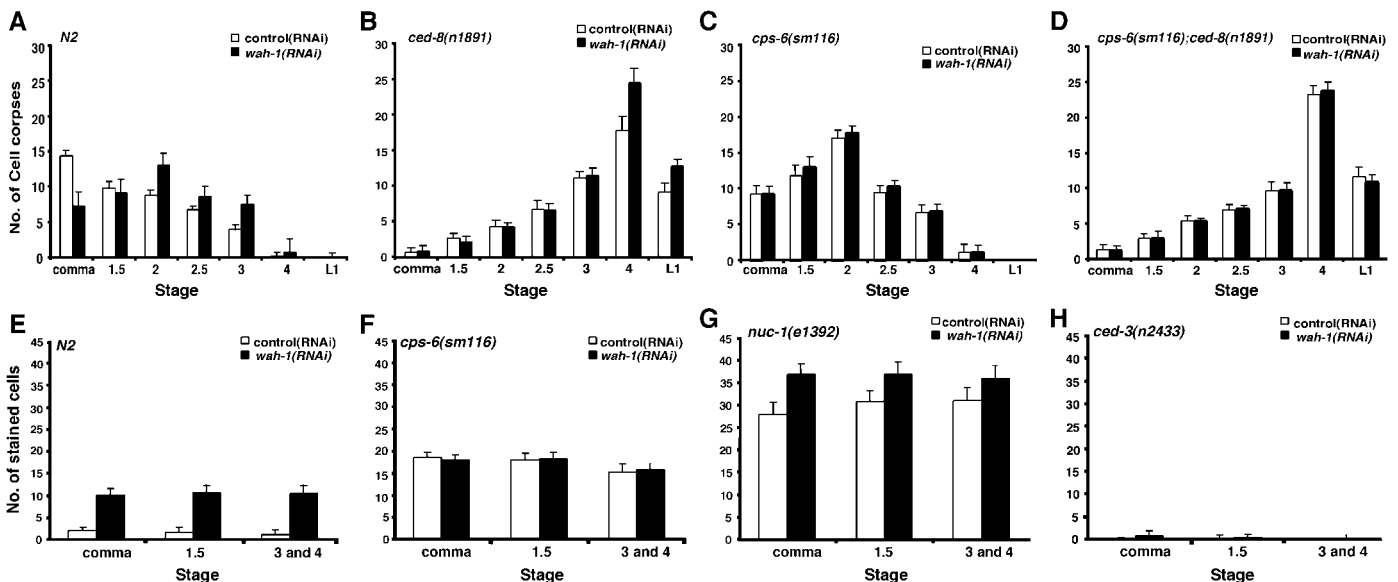 A
N2
control(RNAi)
wah-1(RNAi)
No. of Cell corpses
30
25
20
15
10
5
0
comma 1.5 2 2.5 3 4 L1
Stage
B
ced-8(n1891)
control(RNAi)
wah-1(RNAi)
30
25
20
15
10
5
0
comma 1.5 2 2.5 3 4 L1
Stage
C
cps-6(sm116)
control(RNAi)
wah-1(RNAi)
30
25
20
15
10
5
0
comma 1.5 2 2.5 3 4 L1
Stage
D
cps-6(sm116);ced-8(n1891)
control(RNAi)
wah-1(RNAi)
30
25
20
15
10
5
0
comma 1.5 2 2.5 3 4 L1
Stage
E
N2
control(RNAi)
wah-1(RNAi)
No. of stained cells
45
40
35
30
25
20
15
10
5
0
comma 1.5 3 and 4
Stage
F
cps-6(sm116)
control(RNAi)
wah-1(RNAi)
45
40
35
30
25
20
15
10
5
0
comma 1.5 3 and 4
Stage
G
nuc-1(e1392)
control(RNAi)
wah-1(RNAi)
45
40
35
30
25
20
15
10
5
0
comma 1.5 3 and 4
Stage
H
ced-3(n2433)
control(RNAi)
wah-1(RNAi)
45
40
35
30
25
20
15
10
5
0
comma 1.5 3 and 4
Stage